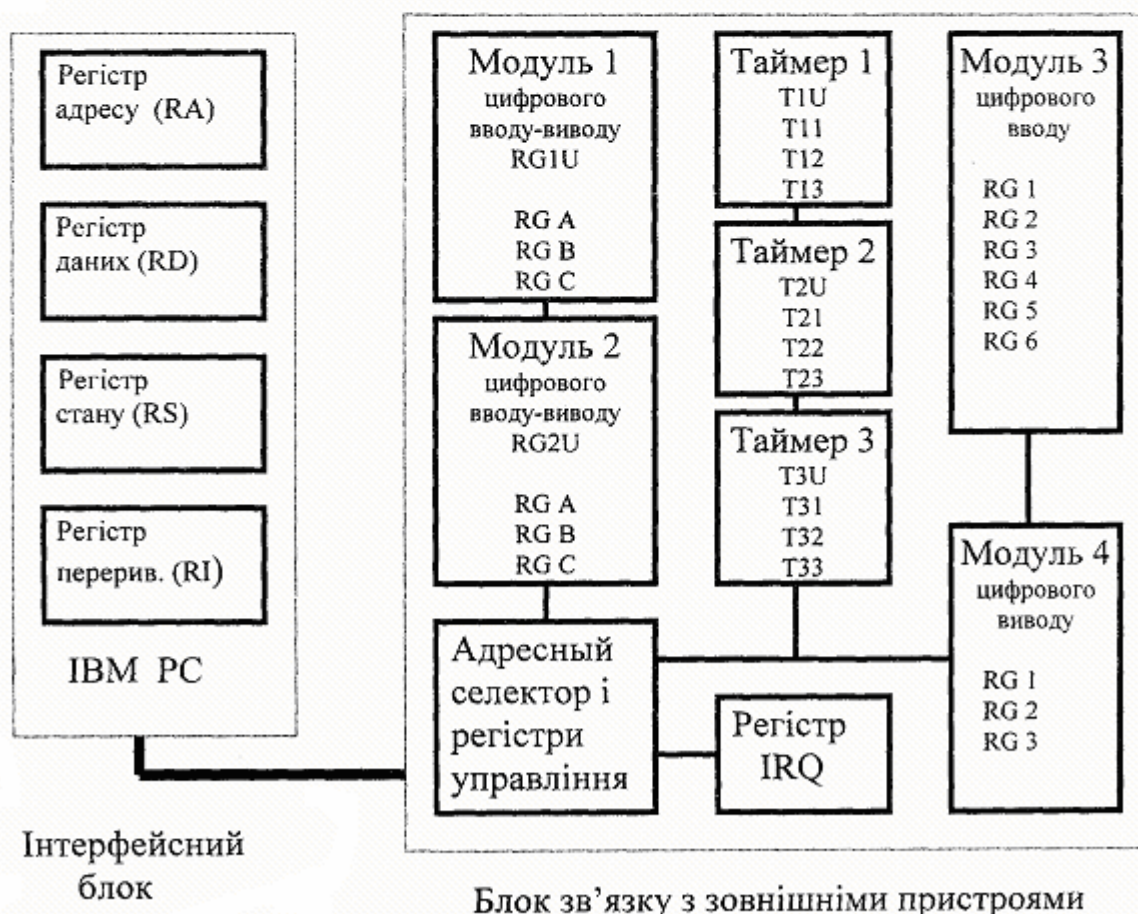 Регістр
адресу (RA)
Регістр
даних (RD)
Регістр
стану (RS)
Регістр
перерив. (RI)
IBM PC
Інтерфейсний
блок
Модуль 1
цифрового
вводу-виводу
RG1U
RG A
RG B
RG C
Модуль 2
цифрового
вводу-виводу
RG2U
RG A
RG B
RG C
Адресный
селектор і
регістри
управління
Таймер 1
T1U
T11
T12
T13
Таймер 2
T2U
T21
T22
T23
Таймер 3
T3U
T31
T32
T33
Регістр
IRQ
Модуль 3
цифрового
вводу
RG 1
RG 2
RG 3
RG 4
RG 5
RG 6
Модуль 4
цифрового
виводу
RG 1
RG 2
RG 3
Блок зв’язку з зовнішніми пристроями